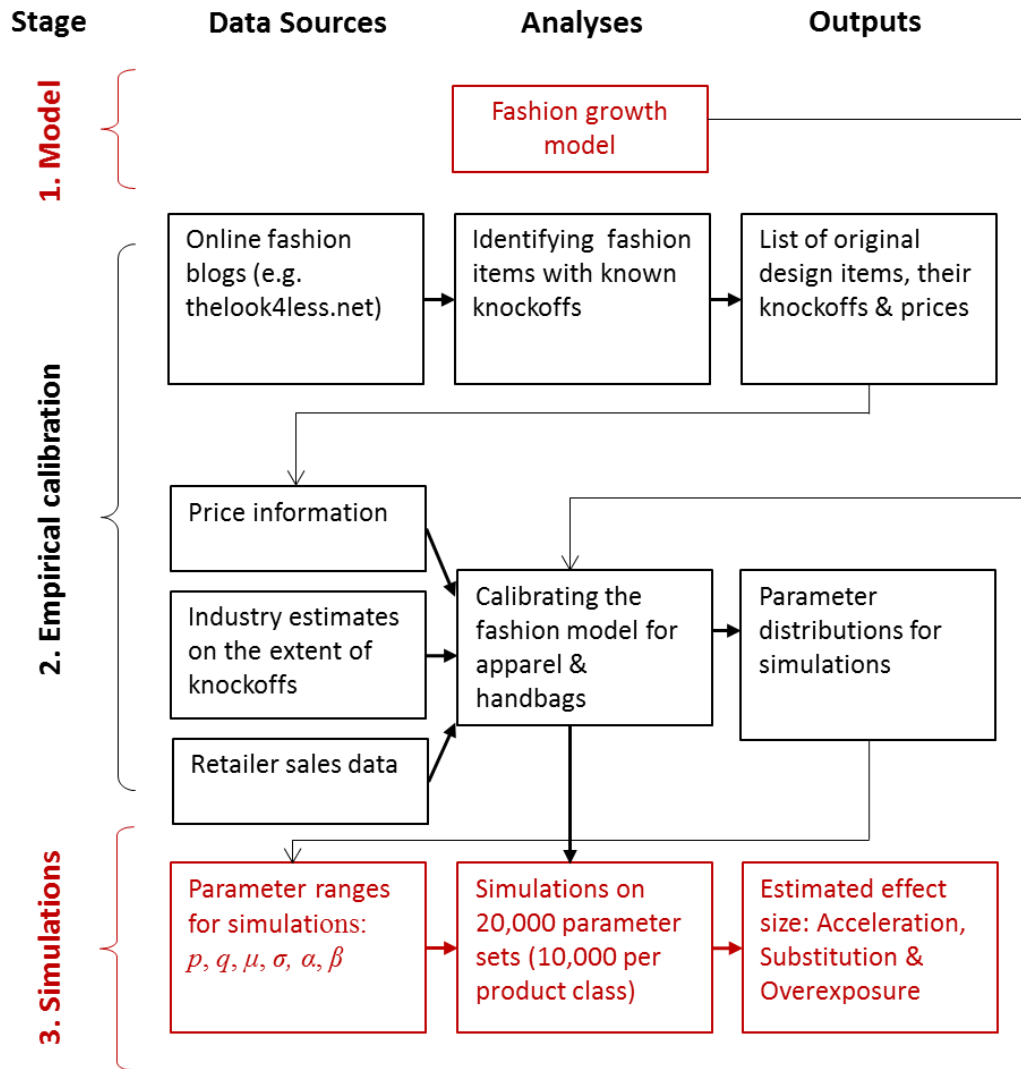 Stage
Data Sources
Analyses
Outputs
1. Model
Fashion growth
model
2. Empirical calibration
Online fashion
blogs (e.g.
thelook4less.net)
Identifying fashion
items with known
knockoffs
List of original
design items, their
knockoffs & prices
Price information
Industry estimates
on the extent of
knockoffs
Retailer sales data
Calibrating the
fashion model for
apparel &
handbags
Parameter
distributions for
simulations
3. Simulations
Parameter ranges
for simulations:
p, q, μ, σ, α, β
Simulations on
20,000 parameter
sets (10,000 per
product class)
Estimated effect
size: Acceleration,
Substitution &
Overexposure